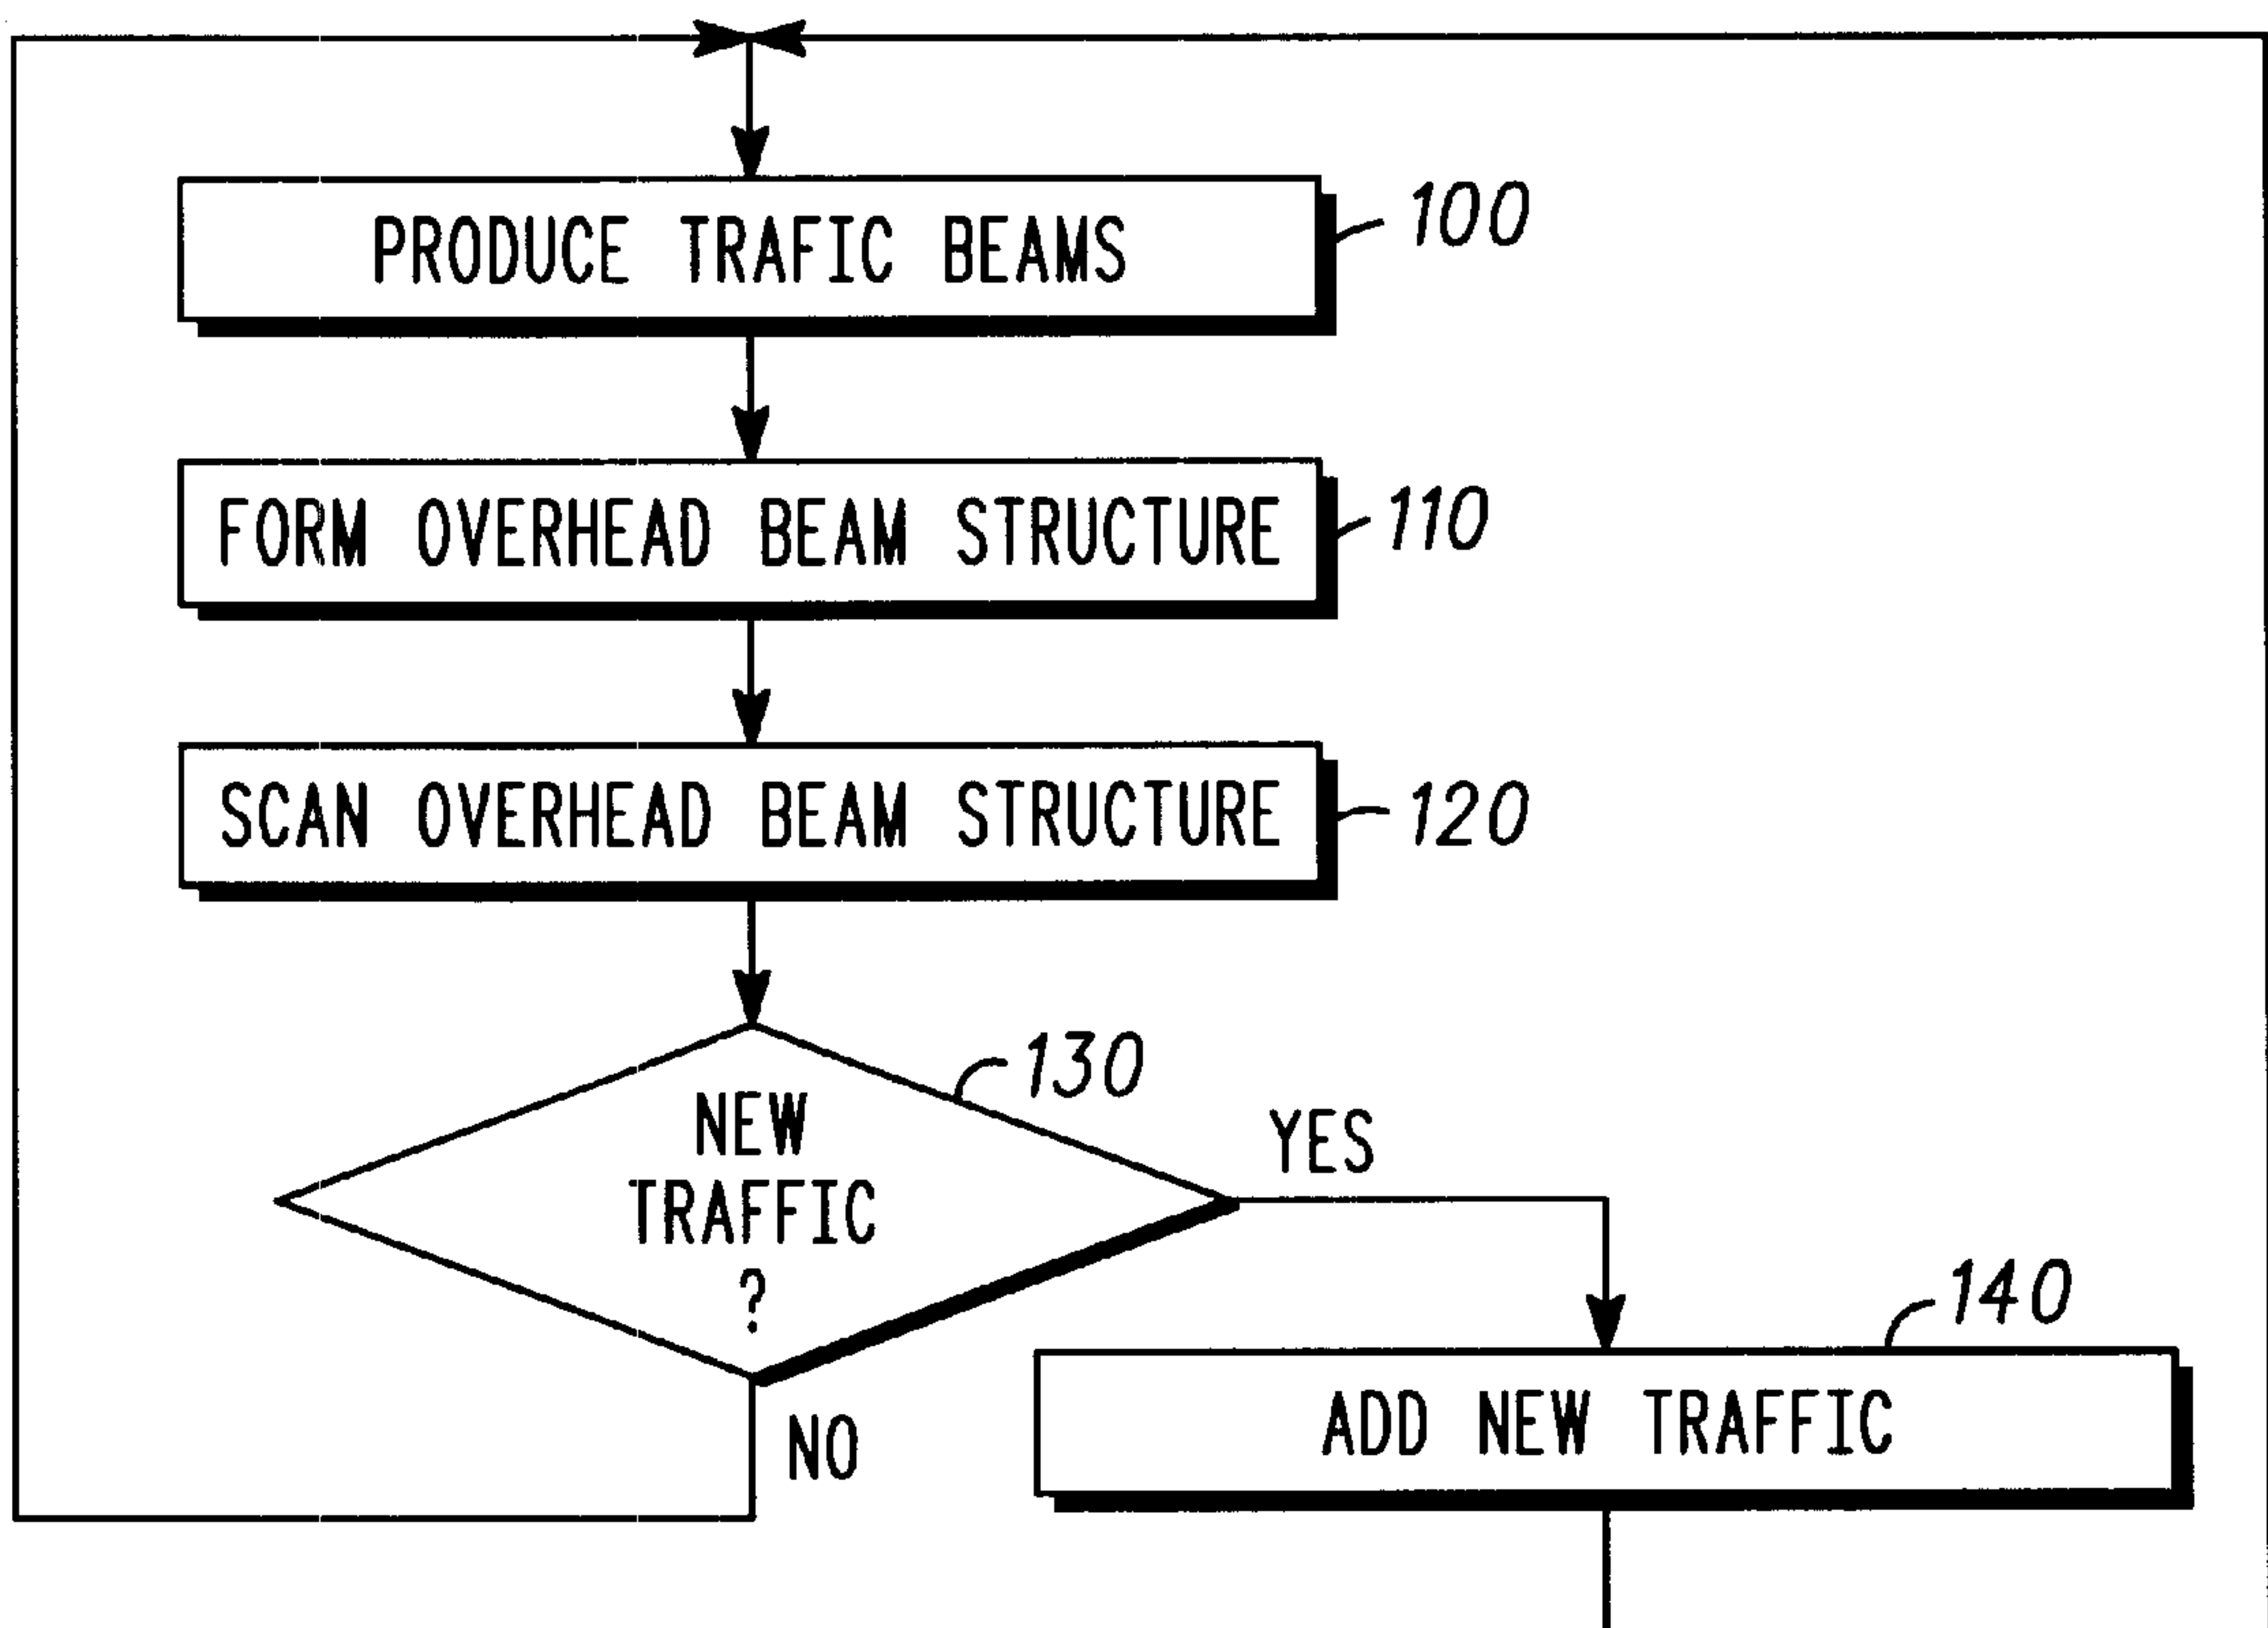 PRODUCE TRAFIC BEAMS
100
FORM OVERHEAD BEAM STRUCTURE
110
SCAN OVERHEAD BEAM STRUCTURE
120
130
NEW
TRAFFIC
?
YES
NO
140
ADD NEW TRAFFIC